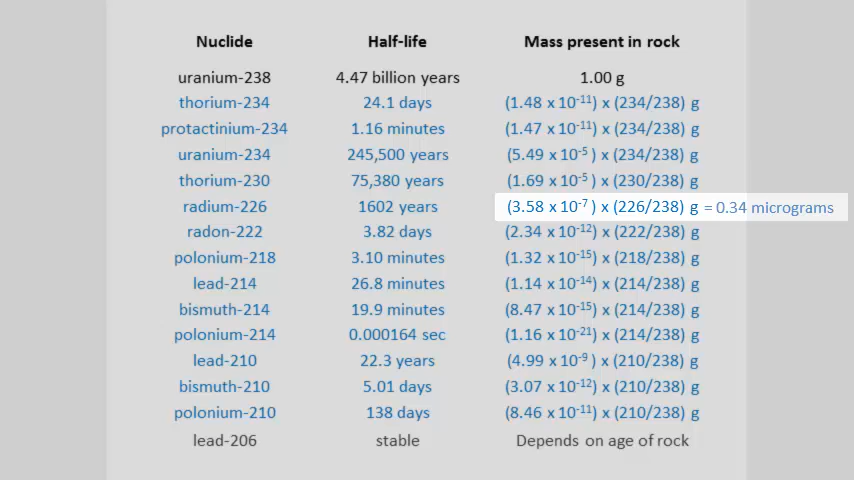 Nuclide Half-life Mass present in rock
uranium-238 4.47 billion years 1.00 g
thorium-234 24.1 days (1.48 x 10⁻¹¹) x (234/238) g
protactinium-234 1.16 minutes (1.47 x 10⁻¹¹) x (234/238) g
uranium-234 245,500 years (5.49 x 10⁻⁵ ) x (234/238) g
thorium-230 75,380 years (1.69 x 10⁻⁵ ) x (230/238) g
radium-226 1602 years (3.58 x 10⁻⁷ ) x (226/238) g = 0.34 micrograms
radon-222 3.82 days (2.34 x 10⁻¹²) x (222/238) g
polonium-218 3.10 minutes (1.32 x 10⁻¹⁵) x (218/238) g
lead-214 26.8 minutes (1.14 x 10⁻¹⁴) x (214/238) g
bismuth-214 19.9 minutes (8.47 x 10⁻¹⁵) x (214/238) g
polonium-214 0.000164 sec (1.16 x 10⁻²¹) x (214/238) g
lead-210 22.3 years (4.99 x 10⁻⁹ ) x (210/238) g
bismuth-210 5.01 days (3.07 x 10⁻¹²) x (210/238) g
polonium-210 138 days (8.46 x 10⁻¹¹) x (210/238) g
lead-206 stable Depends on age of rock